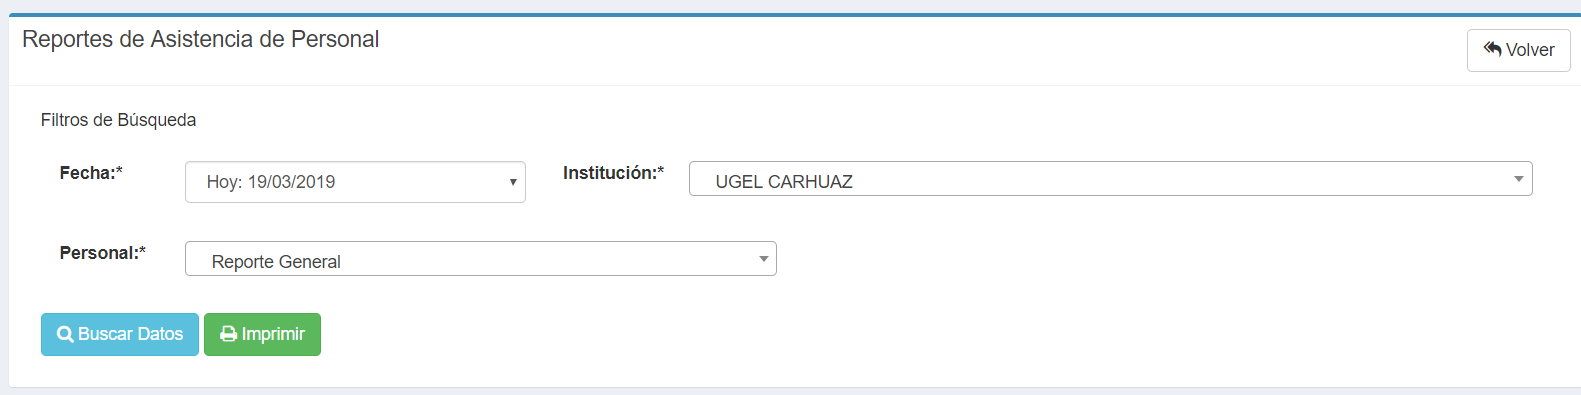 Reportes de Asistencia de Personal
Volver
Filtros de Búsqueda
Fecha:* Hoy: 19/03/2019 Institución:* UGEL CARHUAZ
Personal:* Reporte General
Buscar Datos Imprimir